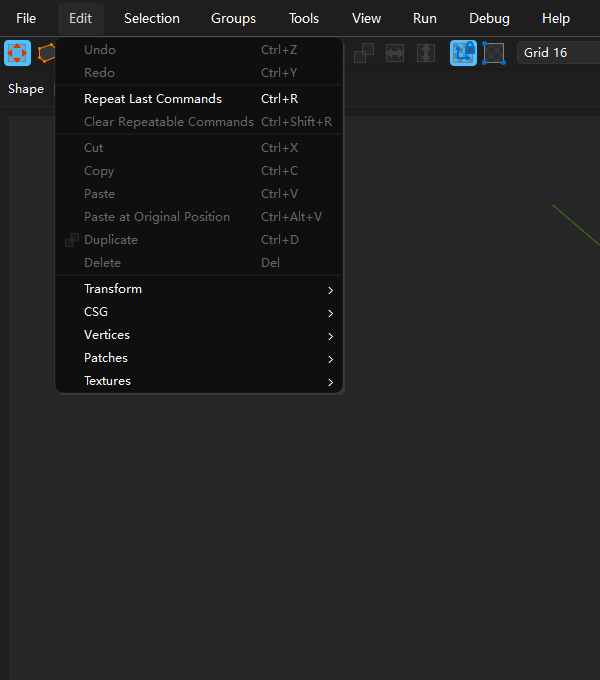 File Edit Selection Groups Tools View Run Debug Help
Grid 16
Shape
Undo Ctrl+Z
Redo Ctrl+Y
Repeat Last Commands Ctrl+R
Clear Repeatable Commands Ctrl+Shift+R
Cut Ctrl+X
Copy Ctrl+C
Paste Ctrl+V
Paste at Original Position Ctrl+Alt+V
Duplicate Ctrl+D
Delete Del
Transform
CSG
Vertices
Patches
Textures